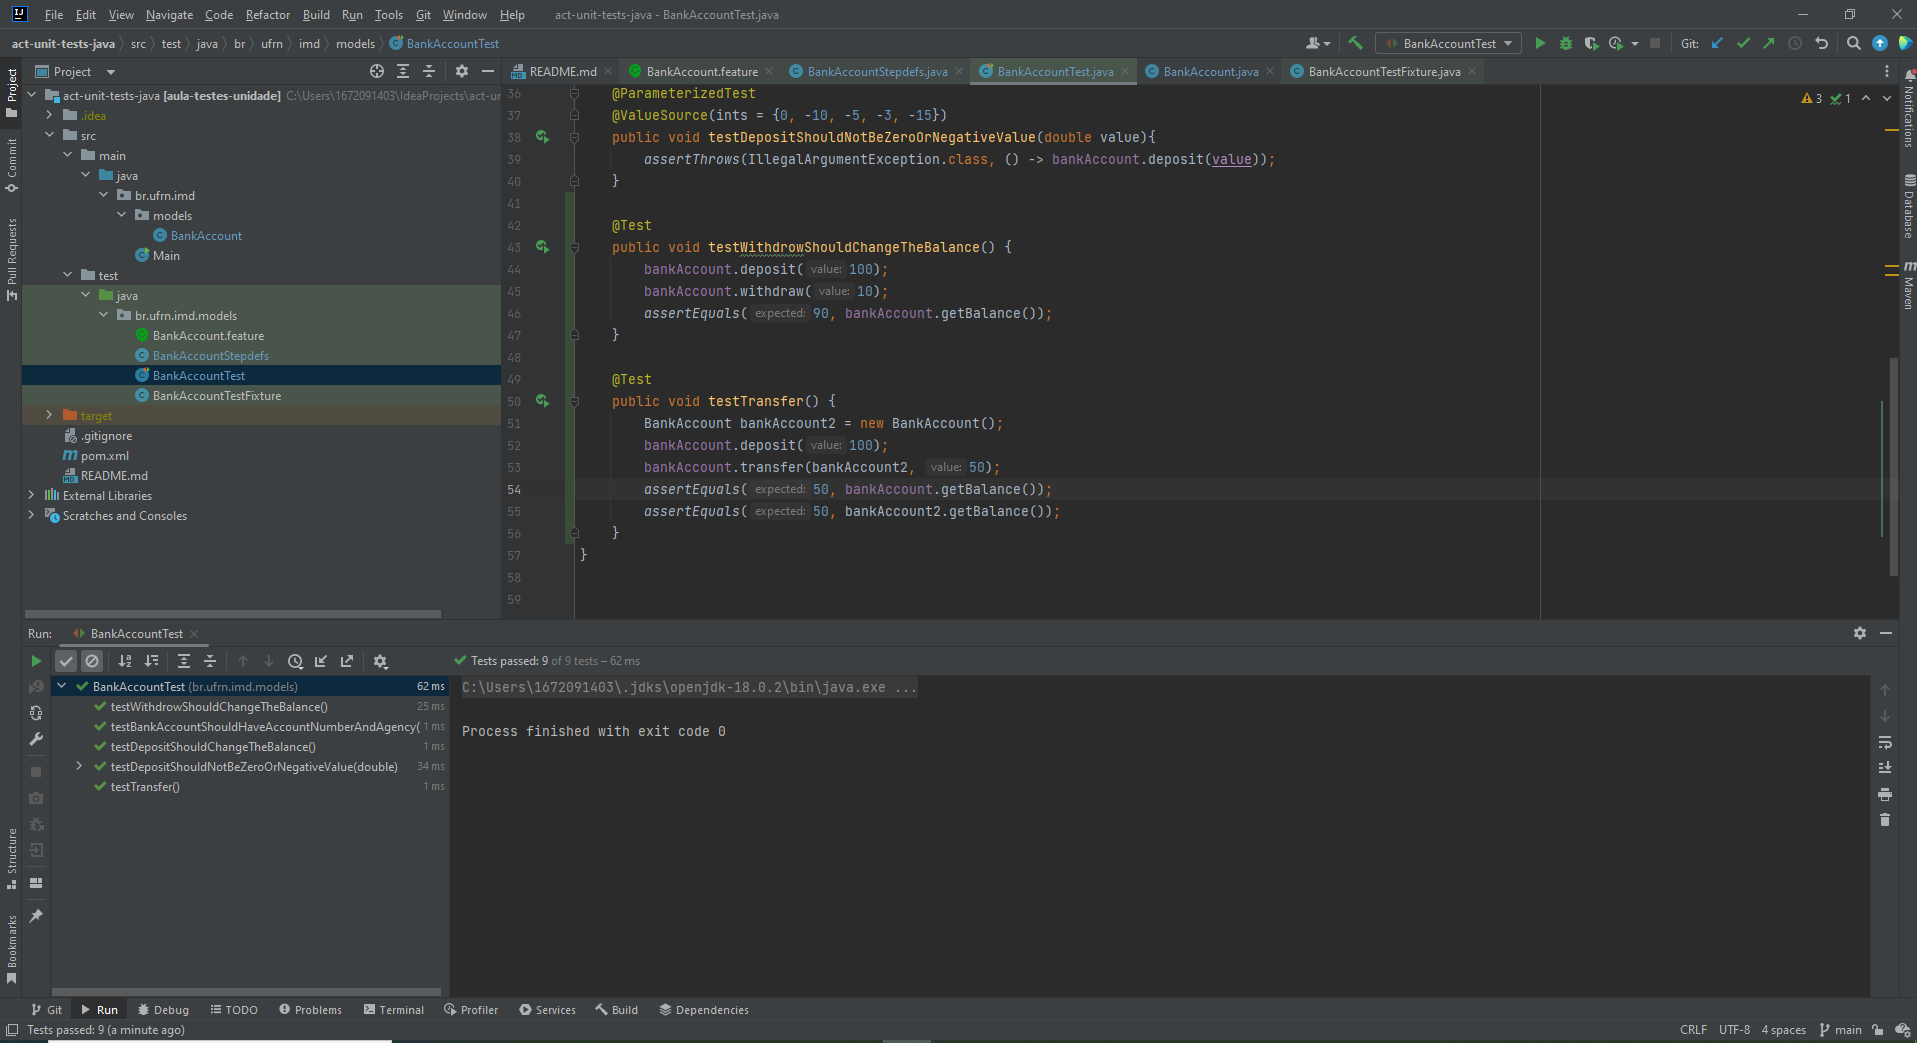 File Edit View Navigate Code Refactor Build Run Tools Git Window Help act-unit-tests-java - BankAccountTest.java
act-unit-tests-java src test java br ufrn imd models BankAccountTest
BankAccountTest Git:
Project
README.md BankAccount.feature BankAccountStepdefs.java BankAccountTest.java BankAccount.java BankAccountTestFixture.java
Project
Commit
Pull Requests
Structure
Bookmarks
act-unit-tests-java [aula-testes-unidade] C:\Users\1672091403\IdeaProjects\act-ur
.idea
src
main
java
br.ufrn.imd
models
BankAccount
Main
test
java
br.ufrn.imd.models
BankAccount.feature
BankAccountStepdefs
BankAccountTest
BankAccountTestFixture
target
.gitignore
pom.xml
README.md
External Libraries
Scratches and Consoles
3 1
36 @ParameterizedTest
37 @ValueSource(ints = {0, -10, -5, -3, -15})
38 public void testDepositShouldNotBeZeroOrNegativeValue(double value){
39 assertThrows(IllegalArgumentException.class, () -> bankAccount.deposit(value));
40 }
41
42 @Test
43 public void testWithdrowShouldChangeTheBalance() {
44 bankAccount.deposit( value: 100);
45 bankAccount.withdraw( value: 10);
46 assertEquals( expected: 90, bankAccount.getBalance());
47 }
48
49 @Test
50 public void testTransfer() {
51 BankAccount bankAccount2 = new BankAccount();
52 bankAccount.deposit( value: 100);
53 bankAccount.transfer(bankAccount2, value: 50);
54 assertEquals( expected: 50, bankAccount.getBalance());
55 assertEquals( expected: 50, bankAccount2.getBalance());
56 }
57 }
58
59
Notifications
Database
Maven
Run: BankAccountTest
Tests passed: 9 of 9 tests – 62 ms
BankAccountTest (br.ufrn.imd.models) 62 ms
testWithdrowShouldChangeTheBalance() 25 ms
testBankAccountShouldHaveAccountNumberAndAgency( 1 ms
testDepositShouldChangeTheBalance() 1 ms
testDepositShouldNotBeZeroOrNegativeValue(double) 34 ms
testTransfer() 1 ms
C:\Users\1672091403\.jdks\openjdk-18.0.2\bin\java.exe ...
Process finished with exit code 0
Git Run Debug TODO Problems Terminal Profiler Services Build Dependencies
Tests passed: 9 (a minute ago) CRLF UTF-8 4 spaces main